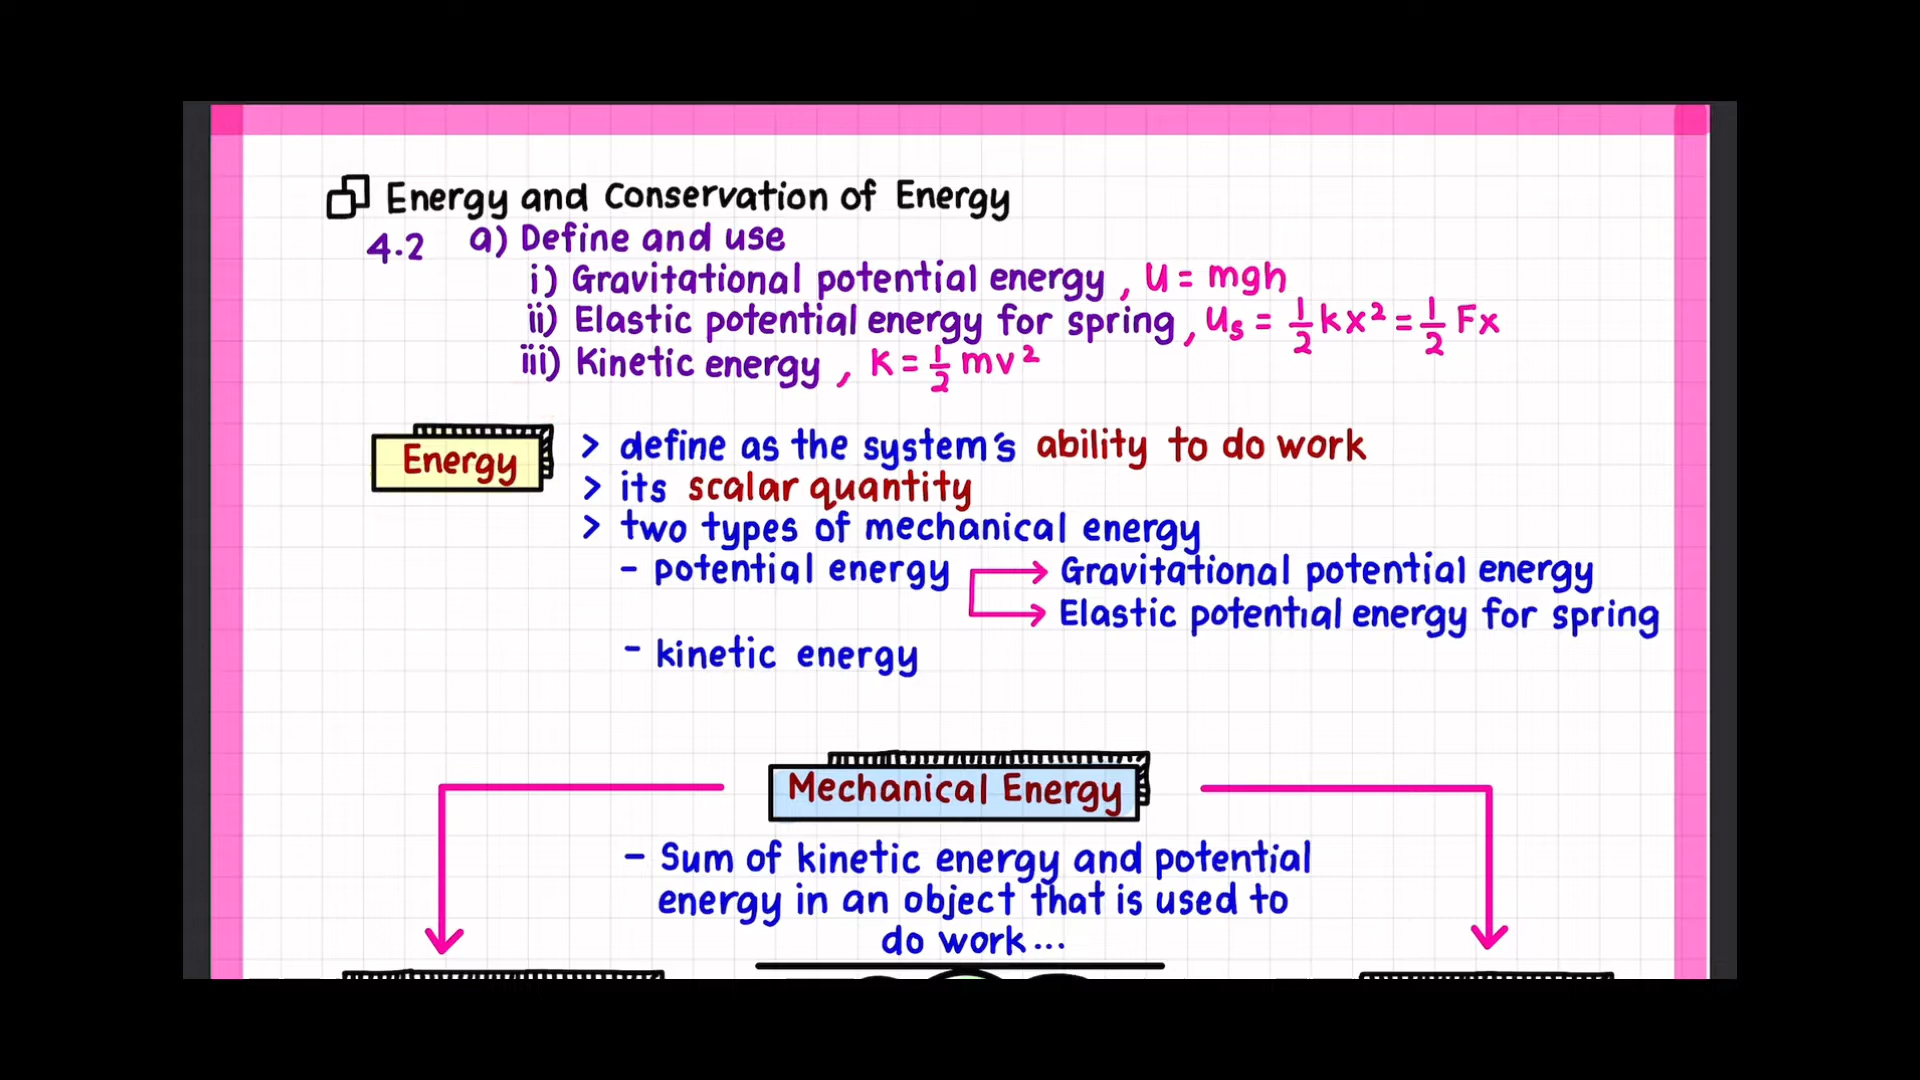 Energy and Conservation of Energy
4.2 a) Define and use
i) Gravitational potential energy, U = mgh
ii) Elastic potential energy for spring, Us = 1/2 kx² = 1/2 Fx
iii) Kinetic energy, K = 1/2 mv²
Energy
> define as the system's ability to do work
> its scalar quantity
> two types of mechanical energy
- potential energy → Gravitational potential energy
→ Elastic potential energy for spring
- kinetic energy
Mechanical Energy
- Sum of kinetic energy and potential
energy in an object that is used to
do work...